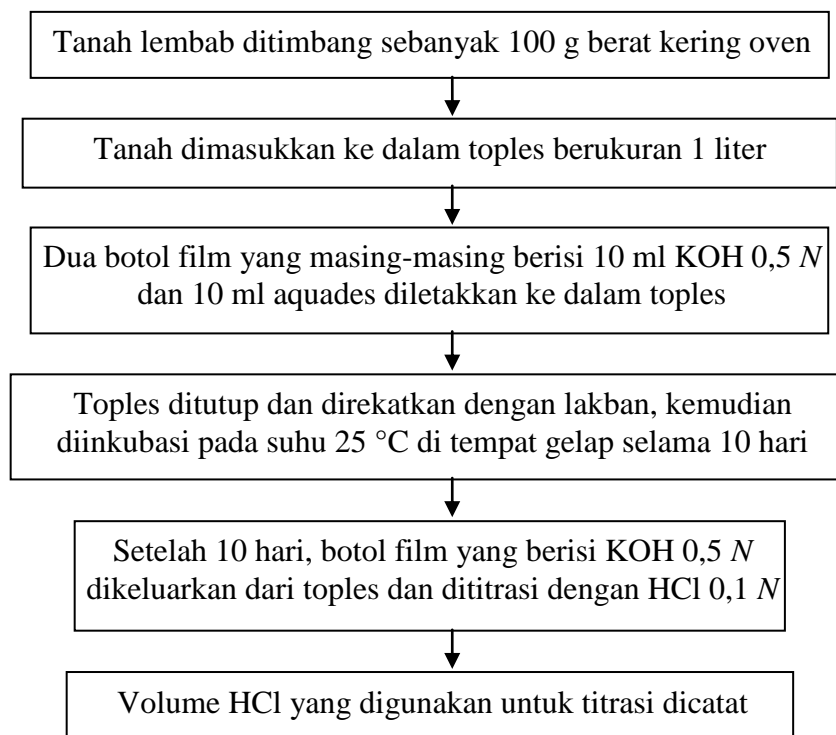 Tanah lembab ditimbang sebanyak 100 g berat kering oven
Tanah dimasukkan ke dalam toples berukuran 1 liter
Dua botol film yang masing-masing berisi 10 ml KOH 0,5 N
dan 10 ml aquades diletakkan ke dalam toples
Toples ditutup dan direkatkan dengan lakban, kemudian
diinkubasi pada suhu 25 °C di tempat gelap selama 10 hari
Setelah 10 hari, botol film yang berisi KOH 0,5 N
dikeluarkan dari toples dan dititrasi dengan HCl 0,1 N
Volume HCl yang digunakan untuk titrasi dicatat